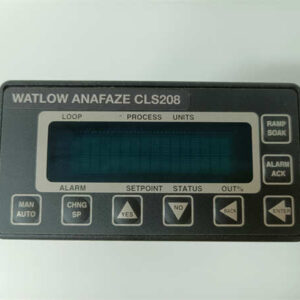 WATLOW ANAFAZE CLS208
LOOP PROCESS UNITS
RAMP
SOAK
ALARM
ACK
ALARM SETPOINT STATUS OUT%
MAN
AUTO
CHNG
SP
YES
NO
BACK
ENTER